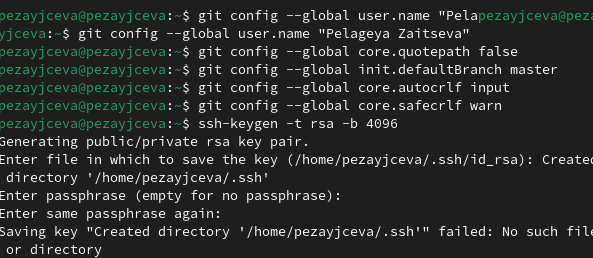 pezayjceva@pezayjceva:~$ git config --global user.name "Pelapezayjceva@peza
yjceva:~$ git config --global user.name "Pelageya Zaitseva"
pezayjceva@pezayjceva:~$ git config --global core.quotepath false
pezayjceva@pezayjceva:~$ git config --global init.defaultBranch master
pezayjceva@pezayjceva:~$ git config --global core.autocrlf input
pezayjceva@pezayjceva:~$ git config --global core.safecrlf warn
pezayjceva@pezayjceva:~$ ssh-keygen -t rsa -b 4096
Generating public/private rsa key pair.
Enter file in which to save the key (/home/pezayjceva/.ssh/id_rsa): Created
directory '/home/pezayjceva/.ssh'
Enter passphrase (empty for no passphrase):
Enter same passphrase again:
Saving key "Created directory '/home/pezayjceva/.ssh'" failed: No such file
or directory